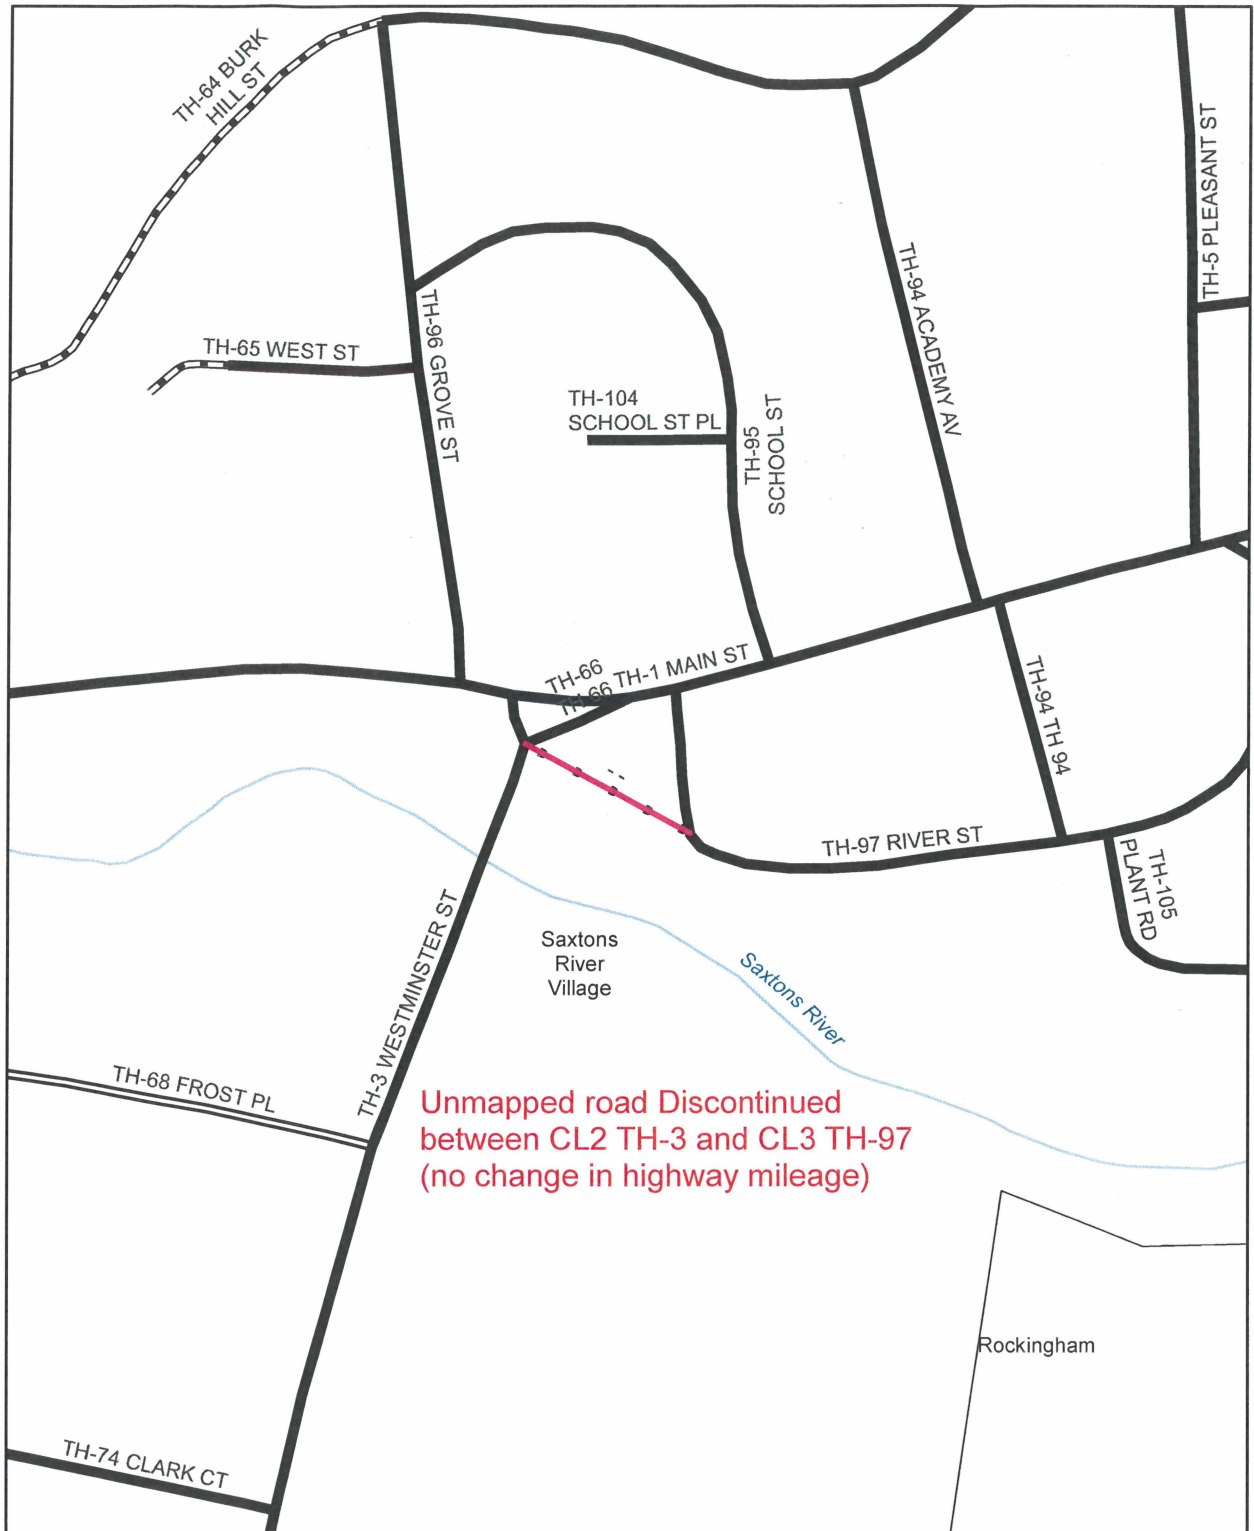 TH-64 BURK
HILL ST
TH-5 PLEASANT ST
TH-94 ACADEMY AV
TH-96 GROVE ST
TH-65 WEST ST
TH-104
SCHOOL ST PL
TH-95
SCHOOL ST
TH-66
TH-66
TH-1 MAIN ST
TH-94 TH 94
TH-97 RIVER ST
TH-105
PLANT RD
TH-3 WESTMINSTER ST
Saxtons
River
Village
Saxtons River
TH-68 FROST PL
Unmapped road Discontinued
between CL2 TH-3 and CL3 TH-97
(no change in highway mileage)
Rockingham
TH-74 CLARK CT